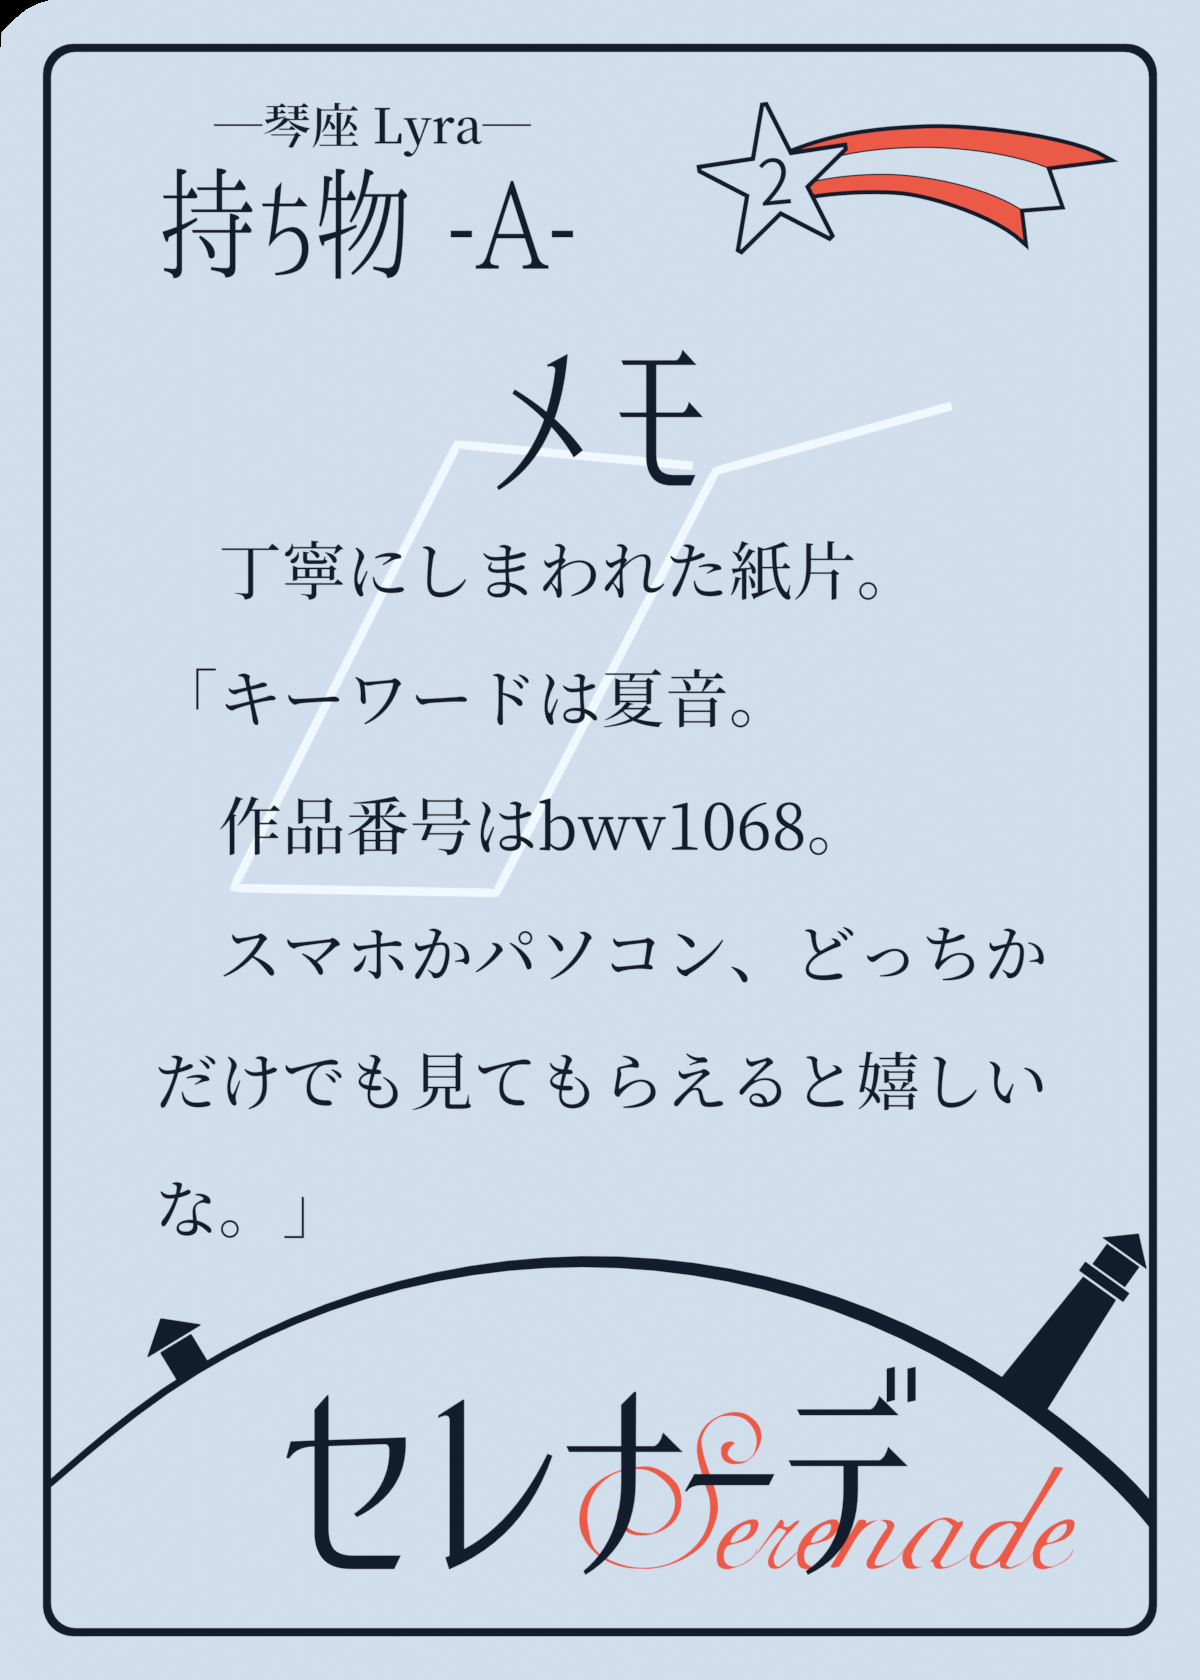 ―琴座 Lyra―
持ち物 -A-
2
メモ
丁寧にしまわれた紙片。
「キーワードは夏音。
作品番号はbwv1068。
スマホかパソコン、どっちか
だけでも見てもらえると嬉しい
な。」
セレナーデ
Serenade